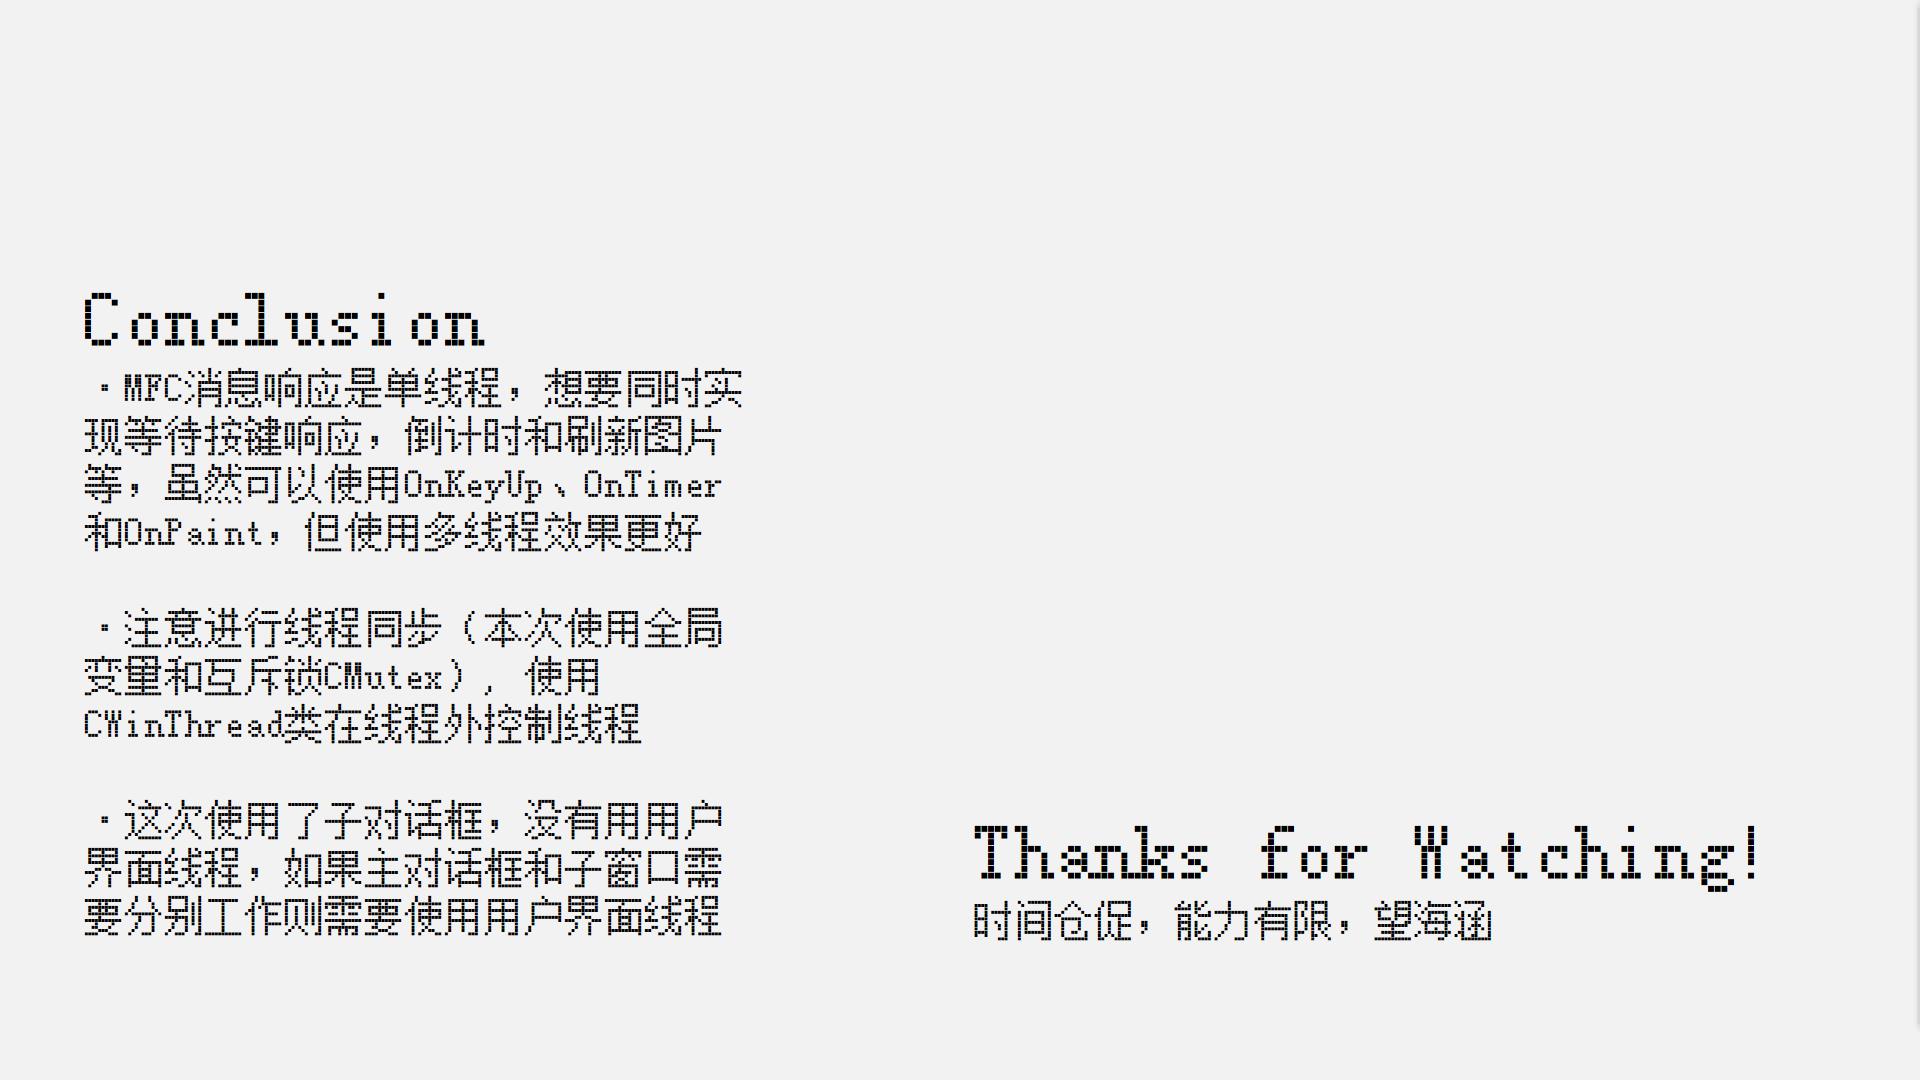 Conclusion
·MFC消息响应是单线程，想要同时实
现等待按键响应，倒计时和刷新图片
等，虽然可以使用OnKeyUp、OnTimer
和OnPaint，但使用多线程效果更好
·注意进行线程同步（本次使用全局
变量和互斥锁CMutex），使用
CWinThread类在线程外控制线程
·这次使用了子对话框，没有用用户
界面线程，如果主对话框和子窗口需
要分别工作则需要使用用户界面线程
Thanks for Watching!
时间仓促，能力有限，望海涵